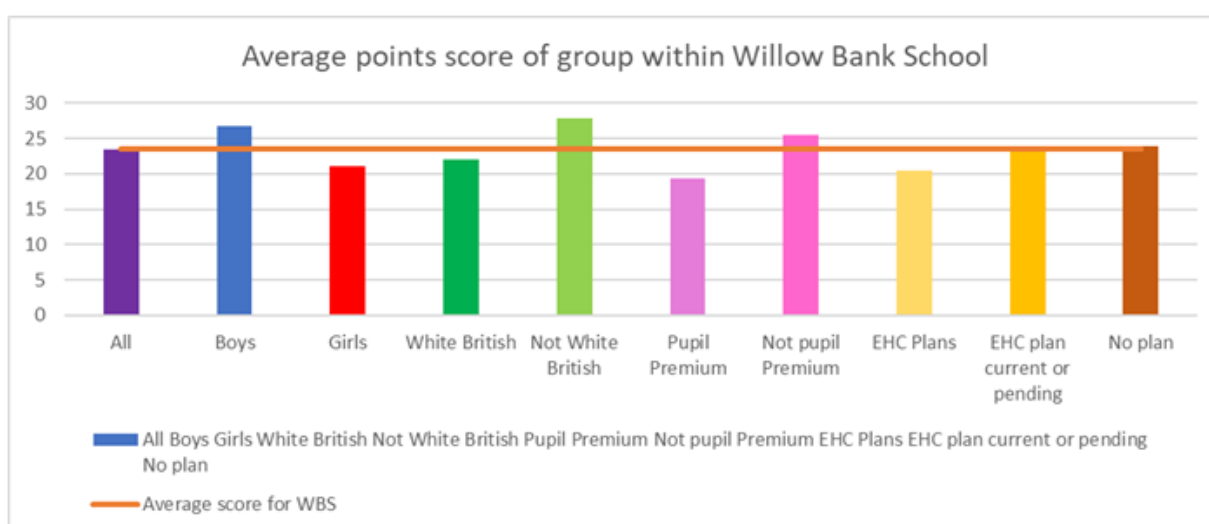 Average points score of group within Willow Bank School
30
25
20
15
10
5
0
All Boys Girls White British Not White Pupil Not pupil EHC Plans EHC plan No plan
British Premium Premium current or
pending
All Boys Girls White British Not White British Pupil Premium Not pupil Premium EHC Plans EHC plan current or pending
No plan
Average score for WBS